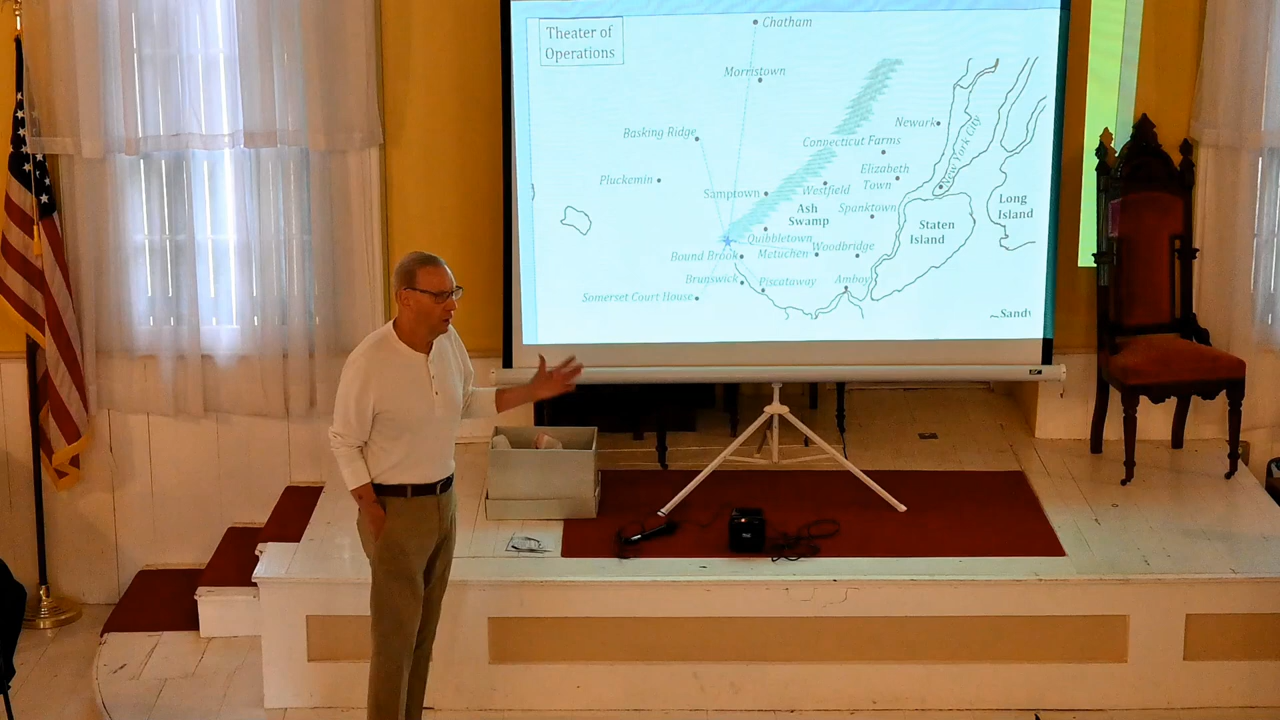 Theater of
Operations
Chatham
Morristown
Basking Ridge
Newark
New York City
Connecticut Farms
Pluckemin
Elizabeth
Town
Samptown
Westfield
Long
Island
Ash
Swamp
Spanktown
Staten
Island
Quibbletown
Woodbridge
Bound Brook
Metuchen
Brunswick
Piscataway
Amboy
Somerset Court House
Sandy